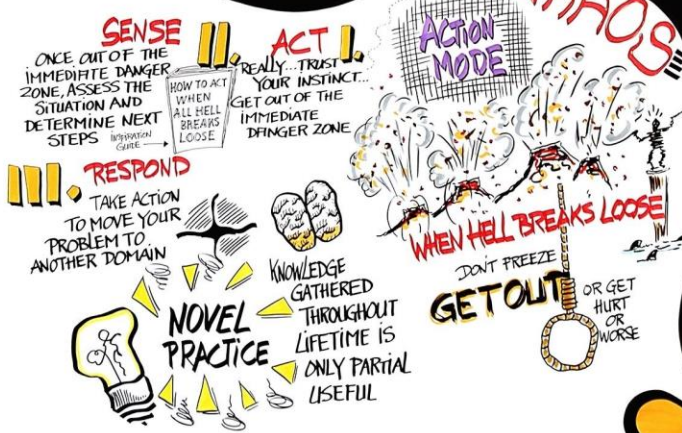 CHAOS
ACTION
MODE
I.
ACT
REALLY... TRUST
YOUR INSTINCT...
GET OUT OF THE
IMMEDIATE
DANGER ZONE
II.
SENSE
ONCE OUT OF THE
IMMEDIATE DANGER
ZONE, ASSESS THE
SITUATION AND
DETERMINE NEXT
STEPS
INSPIRATION
GUIDE
HOW TO ACT
WHEN
ALL HELL
BREAKS
LOOSE
III.
RESPOND
TAKE ACTION
TO MOVE YOUR
PROBLEM TO
ANOTHER DOMAIN
NOVEL
PRACTICE
KNOWLEDGE
GATHERED
THROUGHOUT
LIFETIME IS
ONLY PARTIAL
USEFUL
WHEN HELL BREAKS LOOSE
DON'T FREEZE
GET OUT
OR GET
HURT
OR
WORSE